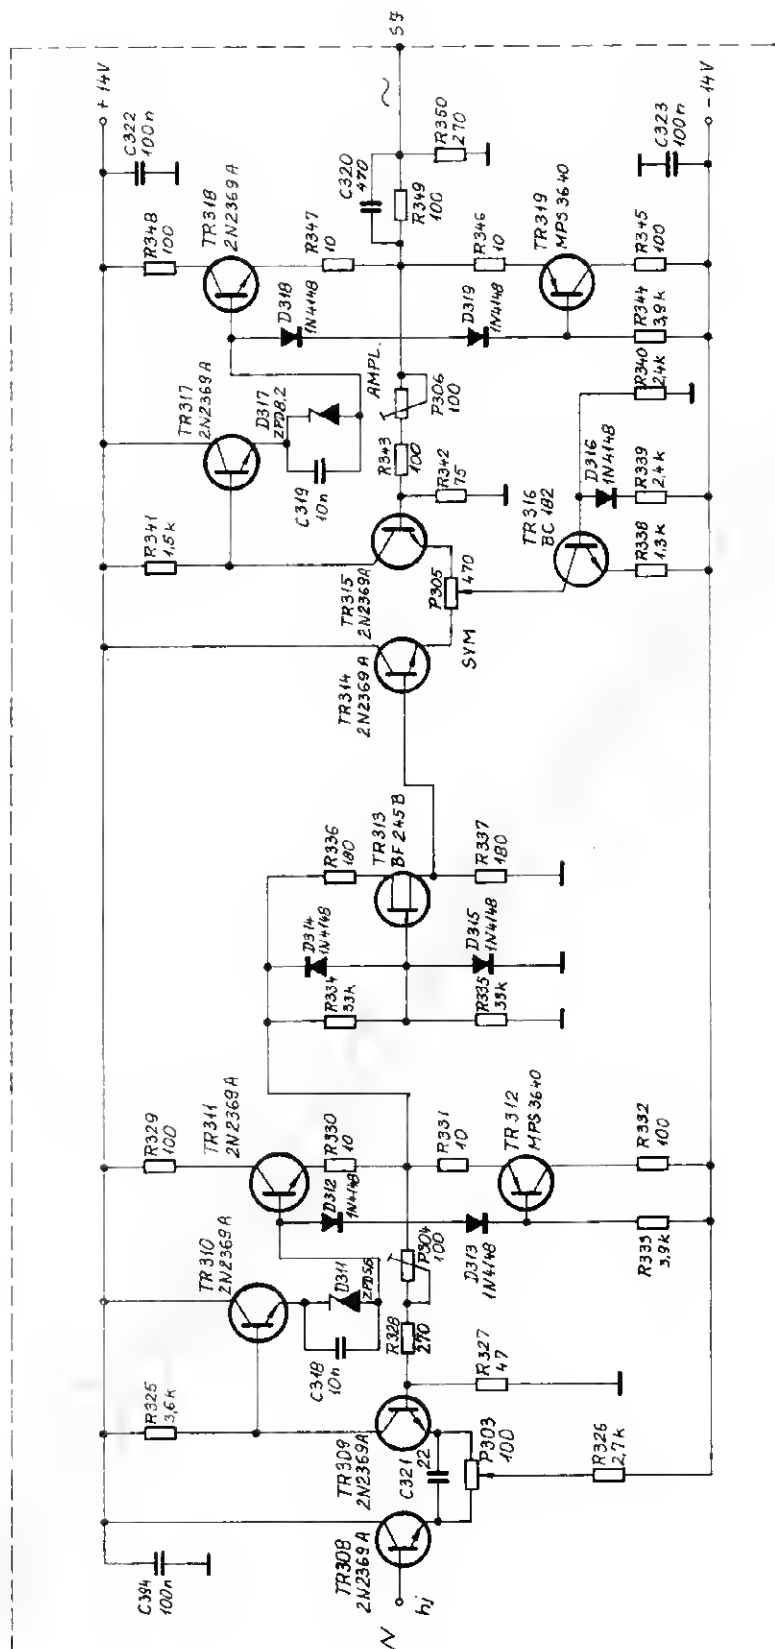 C394
100n
TR308
2N2369A
hj
R325
3,6k
TR309
2N2369A
C321
22
P303
100
R326
2,7k
TR310
2N2369A
C318
10n
D311
ZPD5,6
R328
270
P304
100
R327
47
R329
100
TR311
2N2369A
D312
1N4148
R330
10
R331
10
D313
1N4148
TR312
MPS3640
R333
3,9k
R332
100
R334
33k
D314
1N4148
R335
33k
D315
1N4148
R336
180
TR313
BF245B
R337
180
TR314
2N2369A
TR315
2N2369A
SYM
P305
470
R341
1,5k
TR317
2N2369A
C319
10n
D317
ZPD8,2
R342
75
R343
100
AMPL.
P306
100
TR316
BC182
D316
1N4148
R338
1,3k
R339
2,4k
R340
2,4k
R344
3,9k
R345
100
R348
100
TR318
2N2369A
D318
1N4148
D319
1N4148
R347
10
R346
10
TR319
MPS3640
C320
470
R349
100
R350
270
C322
100n
C323
100n
+14V
-14V